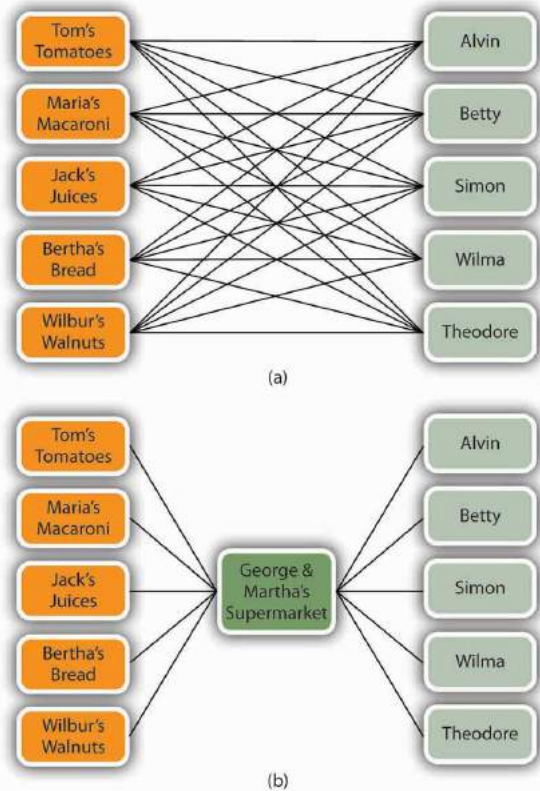 Tom's
Tomatoes
Maria's
Macaroni
Jack's
Juices
Bertha's
Bread
Wilbur's
Walnuts
Alvin
Betty
Simon
Wilma
Theodore
(a)
Tom's
Tomatoes
Maria's
Macaroni
Jack's
Juices
Bertha's
Bread
Wilbur's
Walnuts
George &
Martha's
Supermarket
Alvin
Betty
Simon
Wilma
Theodore
(b)